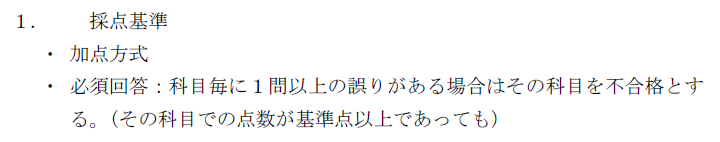 １．　　採点基準
・ 加点方式
・ 必須回答：科目毎に１問以上の誤りがある場合はその科目を不合格とす
る。（その科目での点数が基準点以上であっても）